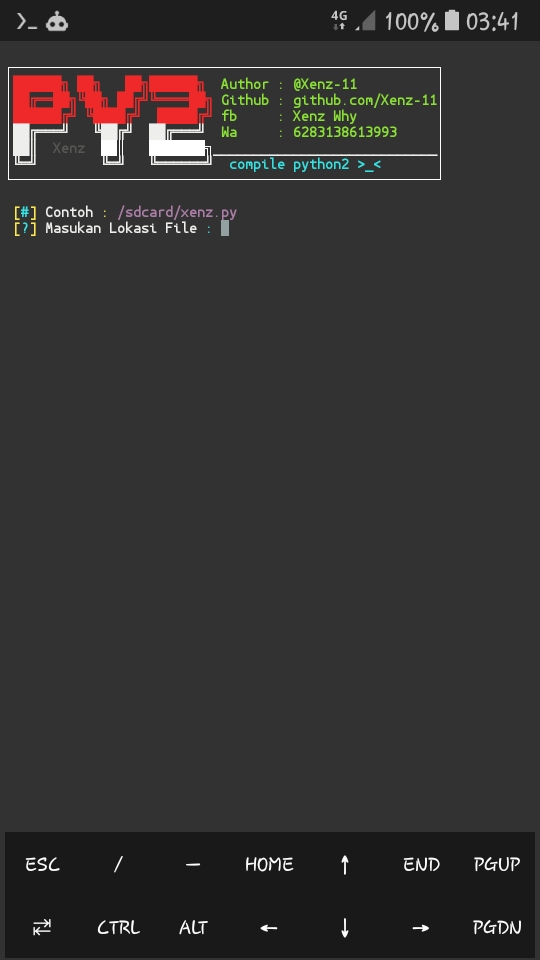 4G 100% 03:41
Author : @Xenz-11
Github : github.com/Xenz-11
fb : Xenz Why
Wa : 6283138613993
Xenz
compile python2 >_<
[#] Contoh : /sdcard/xenz.py
[?] Masukan Lokasi File :
ESC / — HOME ↑ END PGUP
⇄ CTRL ALT ← ↓ → PGDN